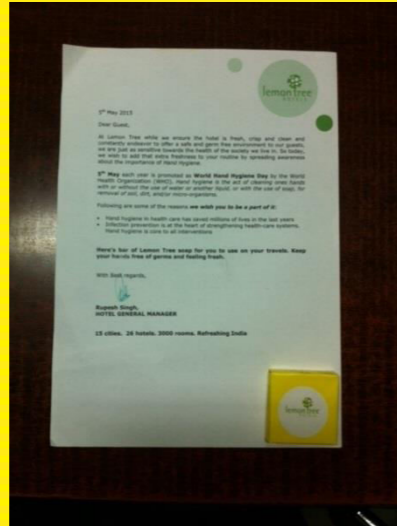 lemon tree
HOTELS
5th May 2015
Dear Guest,
At Lemon Tree while we ensure the hotel is fresh, crisp and clean and
constantly endeavor to offer a safe and germ free environment to our guests,
we are just as sensitive towards the health of the society we live in. So today,
we wish to add that extra freshness to your routine by spreading awareness
about the importance of Hand Hygiene.
5th May each year is promoted as World Hand Hygiene Day by the World
Health Organization (WHO). Hand hygiene is the act of cleaning ones hands
with or without the use of water or another liquid, or with the use of soap, for
removal of soil, dirt, and/or micro-organisms.
Following are some of the reasons we wish you to be a part of it:
• Hand hygiene in health care has saved millions of lives in the last years
• Infection prevention is at the heart of strengthening health-care systems.
Hand hygiene is core to all interventions
Here's bar of Lemon Tree soap for you to use on your travels. Keep
your hands free of germs and feeling fresh.
With Best regards,
Rupesh Singh,
HOTEL GENERAL MANAGER
15 cities. 26 hotels. 3000 rooms. Refreshing India
lemon tree
HOTELS